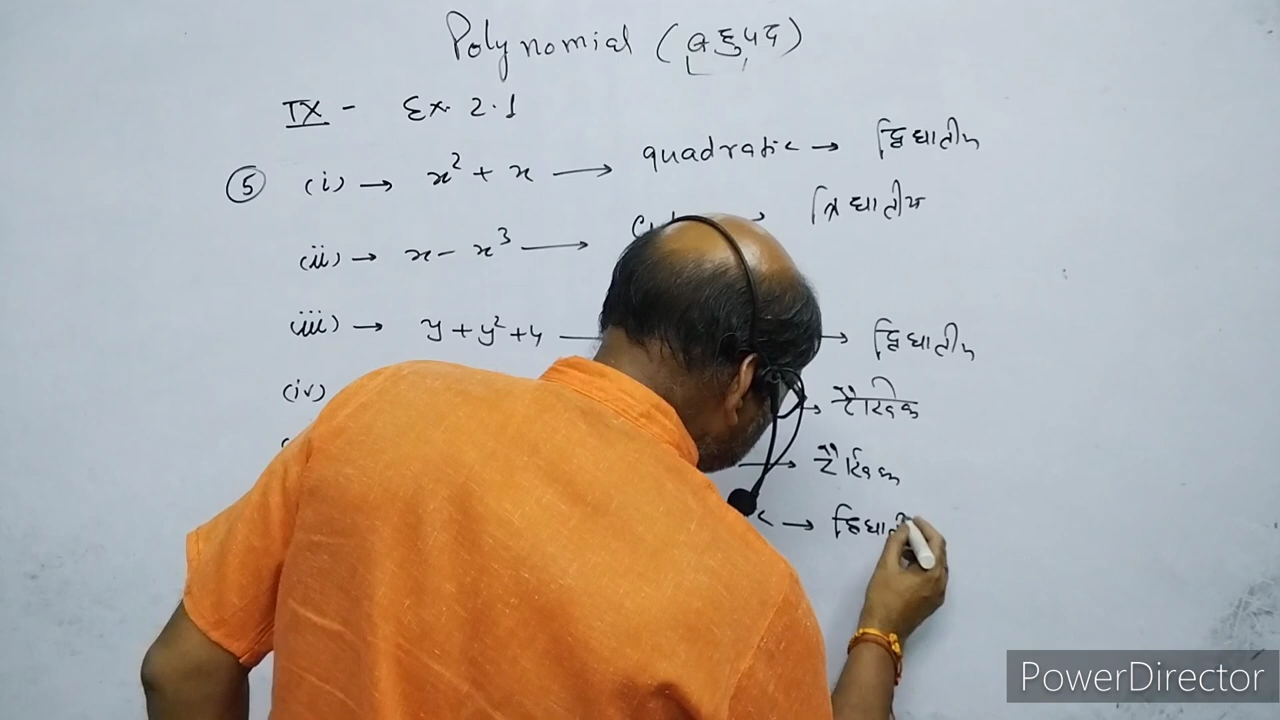 Polynomial (बहुपद)
IX - Ex. 2.1
⑤ (i) → x² + x → quadratic → द्विघातीय
(ii) → x - x³ → त्रिघातीय
(iii) → y + y² + 4 → द्विघातीय
(iv) → रैखिक
→ रैखिक
c → द्विघाती
PowerDirector